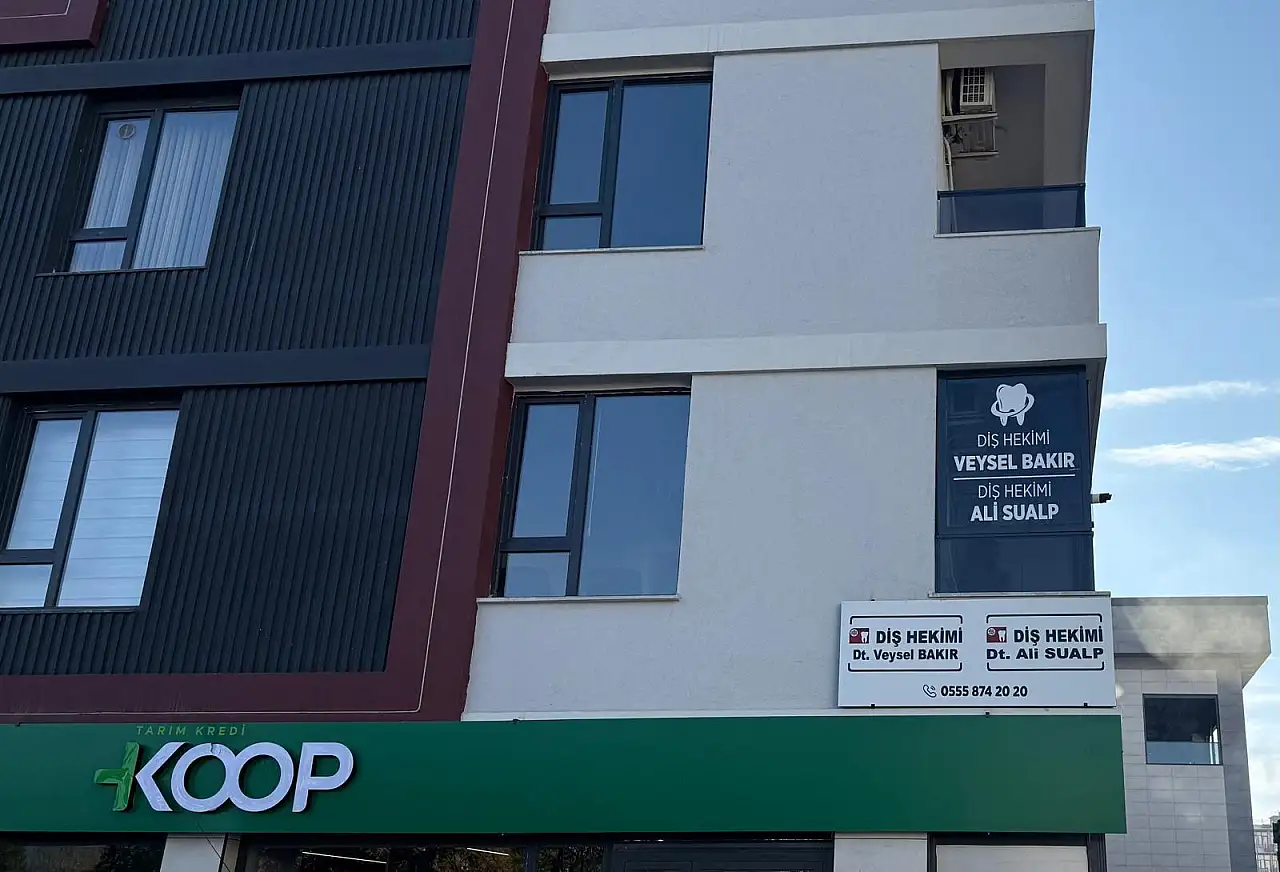 DİŞ HEKİMİ
VEYSEL BAKIR
DİŞ HEKİMİ
ALİ SUALP
DİŞ HEKİMİ
Dt. Veysel BAKIR
DİŞ HEKİMİ
Dt. Ali SUALP
0555 874 20 20
TARIM KREDİ
KOOP